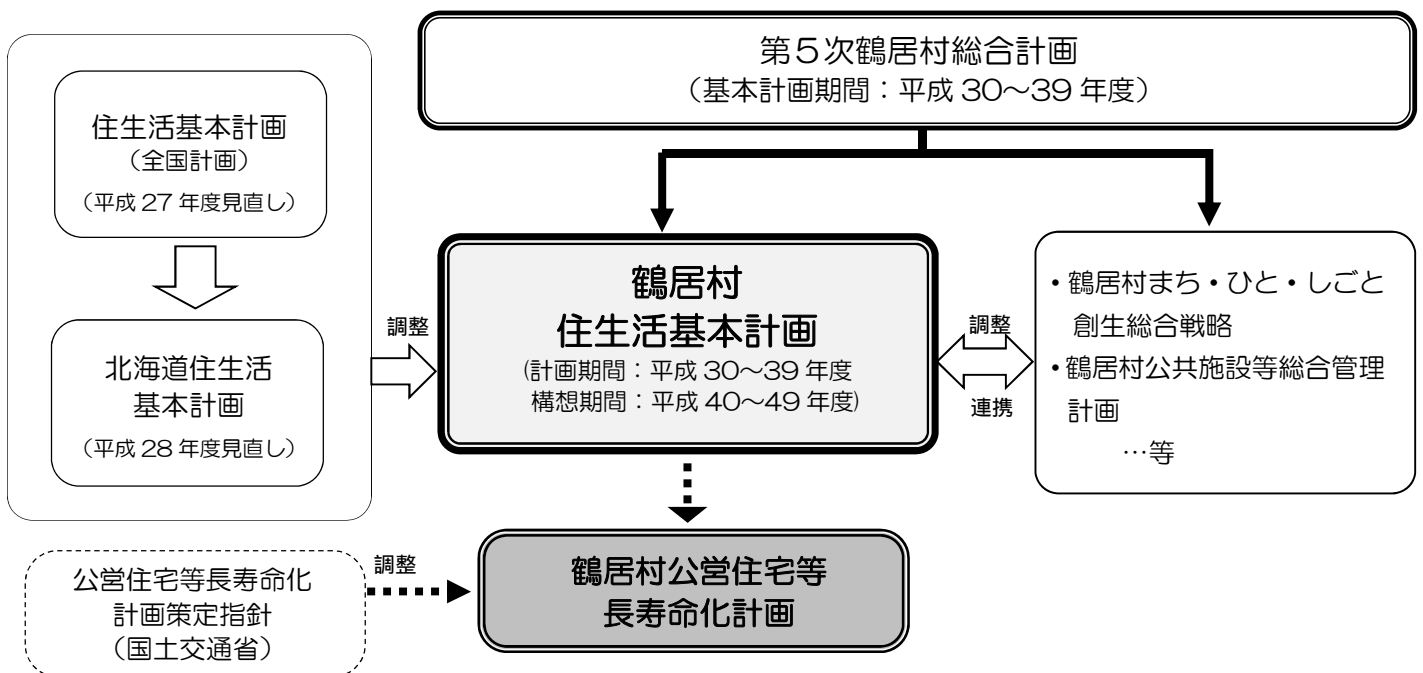 第５次鶴居村総合計画
（基本計画期間：平成 30～39 年度）
住生活基本計画
（全国計画）
（平成 27 年度見直し）
北海道住生活
基本計画
（平成 28 年度見直し）
調整
鶴居村
住生活基本計画
(計画期間：平成 30～39 年度
構想期間：平成 40～49 年度)
調整
連携
・鶴居村まち・ひと・しごと
創生総合戦略
・鶴居村公共施設等総合管理
計画
…等
公営住宅等長寿命化
計画策定指針
（国土交通省）
調整
鶴居村公営住宅等
長寿命化計画